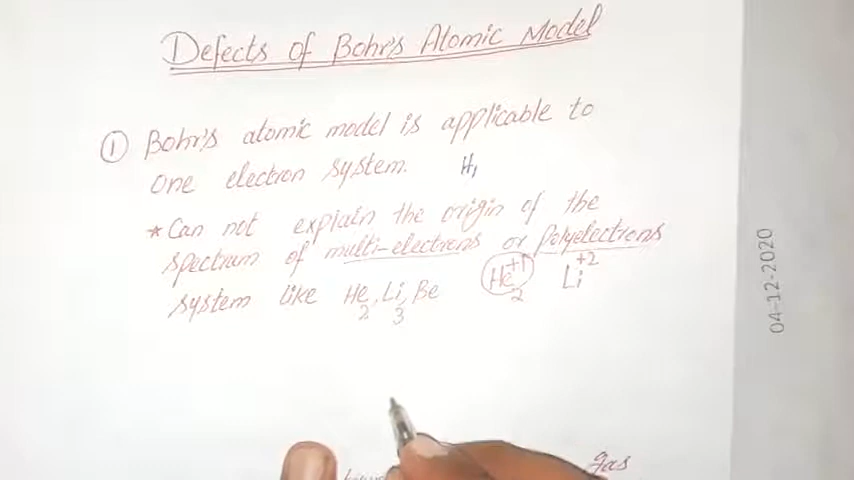 Defects of Bohr's Atomic Model
① Bohr's atomic model is applicable to
one electron system. H₁
* Can not explain the origin of the
spectrum of multi-electrons or polyelectrons
system like He₂, Li₃, Be He₂⁺¹ Li⁺²
gas
04-12-2020